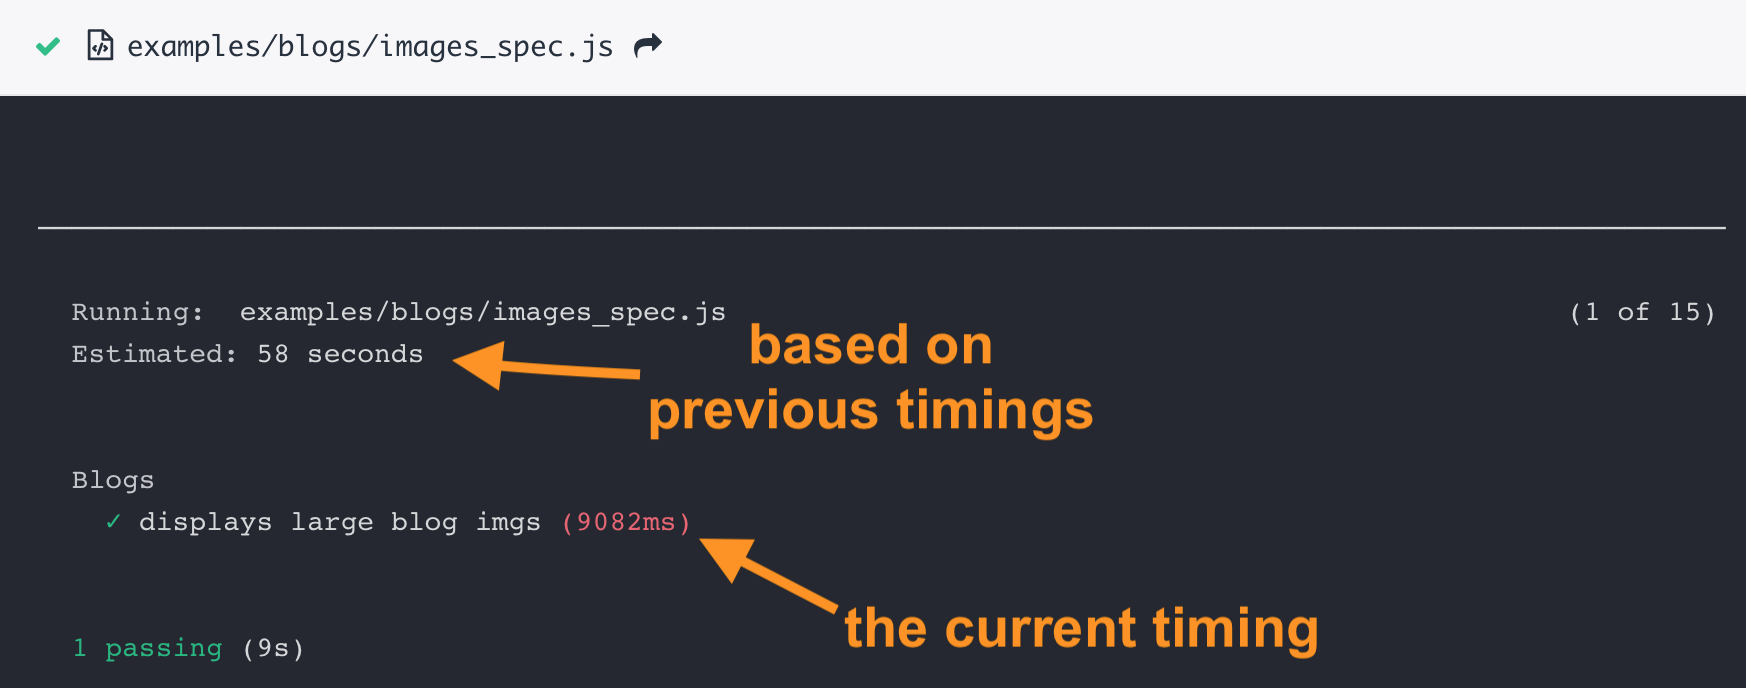 examples/blogs/images_spec.js
Running: examples/blogs/images_spec.js (1 of 15)
Estimated: 58 seconds
based on
previous timings
Blogs
✓ displays large blog imgs (9082ms)
the current timing
1 passing (9s)